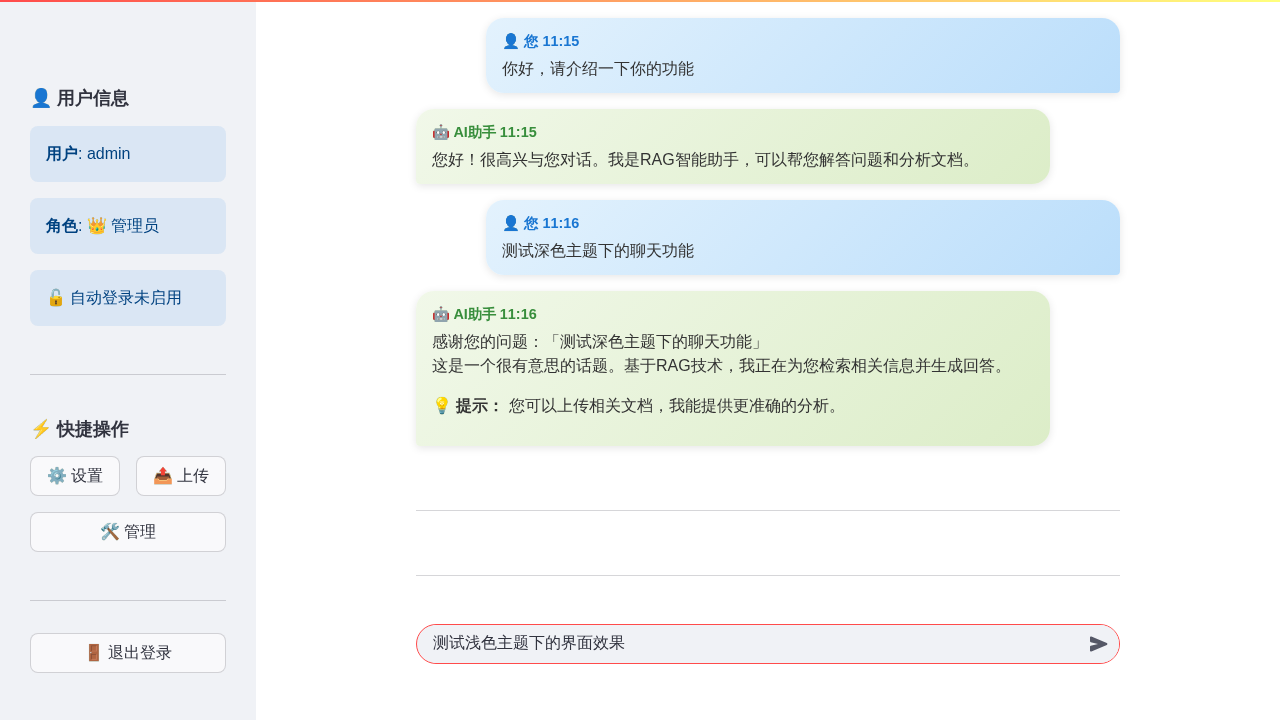 👤 用户信息
用户: admin
角色: 👑 管理员
🔓 自动登录未启用
⚡ 快捷操作
⚙️ 设置
📤 上传
🛠️ 管理
🚪 退出登录
👤 您 11:15
你好，请介绍一下你的功能
🤖 AI助手 11:15
您好！很高兴与您对话。我是RAG智能助手，可以帮您解答问题和分析文档。
👤 您 11:16
测试深色主题下的聊天功能
🤖 AI助手 11:16
感谢您的问题：「测试深色主题下的聊天功能」
这是一个很有意思的话题。基于RAG技术，我正在为您检索相关信息并生成回答。
💡 提示： 您可以上传相关文档，我能提供更准确的分析。
测试浅色主题下的界面效果